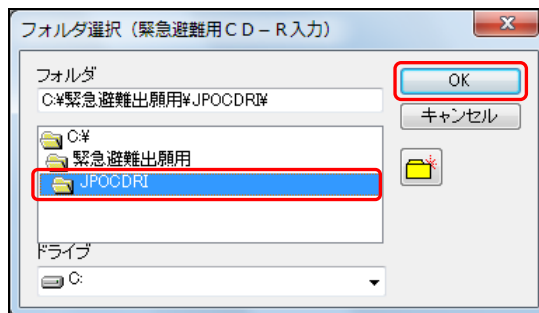 フォルダ選択（緊急避難用ＣＤ－Ｒ入力）
フォルダ
C:¥緊急避難出願用¥JPOCDRI¥
OK
キャンセル
C:¥
緊急避難出願用
JPOCDRI
ドライブ
C: